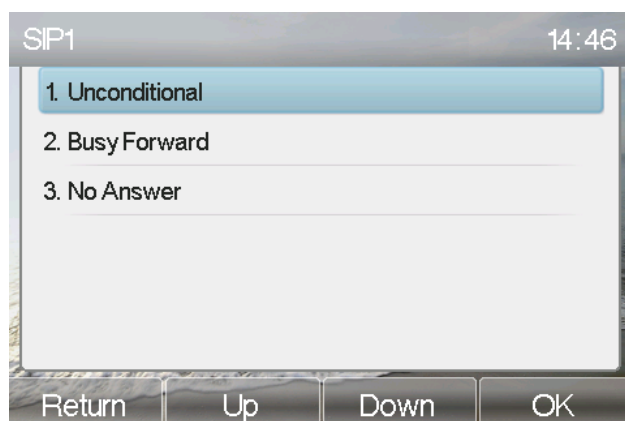 SIP1 14:46
1. Unconditional
2. Busy Forward
3. No Answer
Return Up Down OK